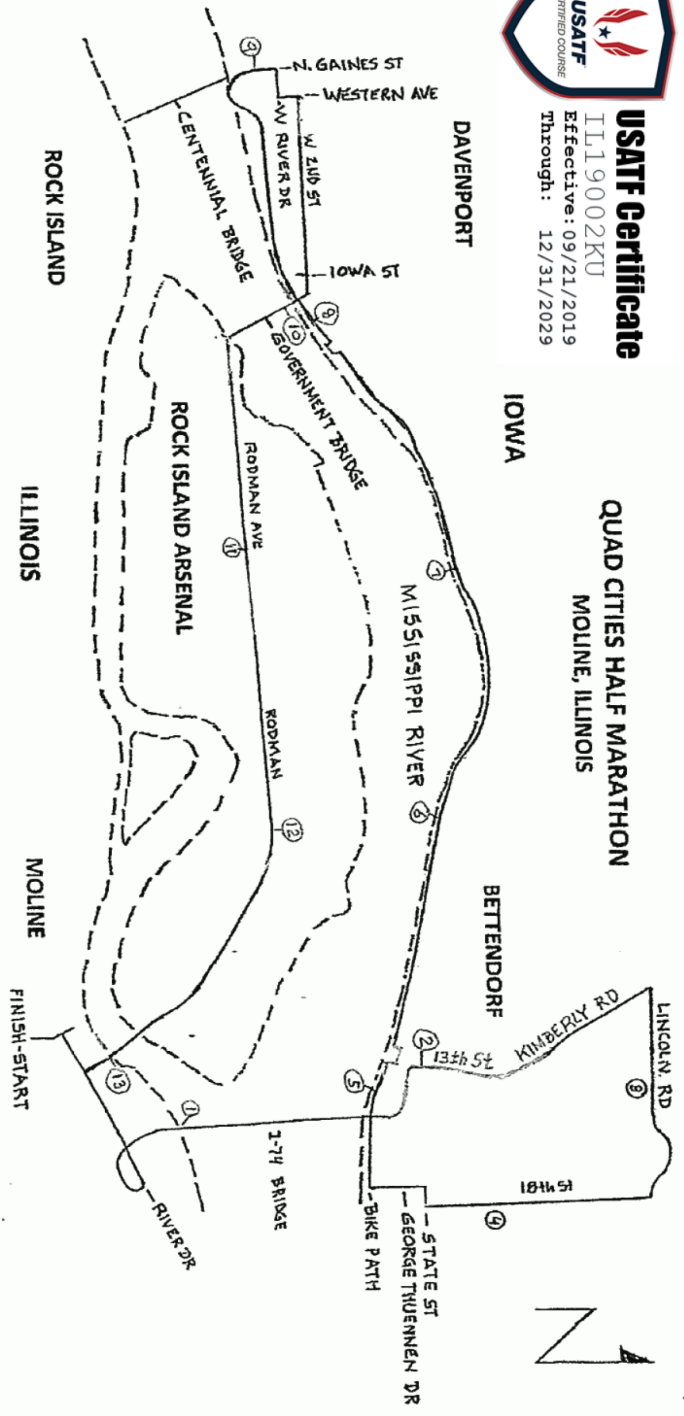 USATF
CERTIFIED COURSE
USATF Certificate
IL19002KU
Effective: 09/21/2019
Through: 12/31/2029
QUAD CITIES HALF MARATHON
MOLINE, ILLINOIS
IOWA
DAVENPORT
BETTENDORF
N. GAINES ST
WESTERN AVE
W 2ND ST
W RIVER DR
IOWA ST
CENTENNIAL BRIDGE
GOVERNMENT BRIDGE
9
8
10
7
6
5
MISSISSIPPI RIVER
LINCOLN RD
8
KIMBERLY RD
13th St
2
18th St
4
STATE ST
GEORGE THUENNEN DR
BIKE PATH
I-74 BRIDGE
1
RIVER DR
ROCK ISLAND
ROCK ISLAND ARSENAL
RODMAN AVE
11
RODMAN
12
13
ILLINOIS
MOLINE
FINISH-START
N